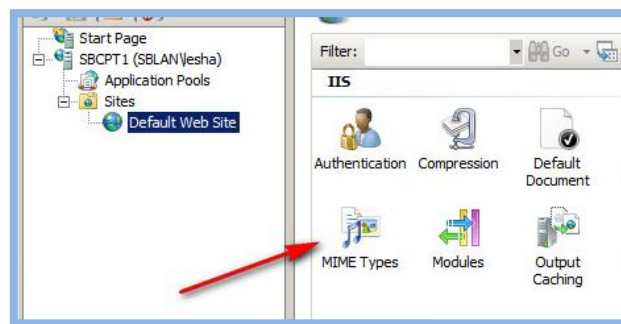 Start Page
SBCPT1 (SBLAN\lesha)
Application Pools
Sites
Default Web Site
Filter:
Go
IIS
Authentication
Compression
Default
Document
MIME Types
Modules
Output
Caching